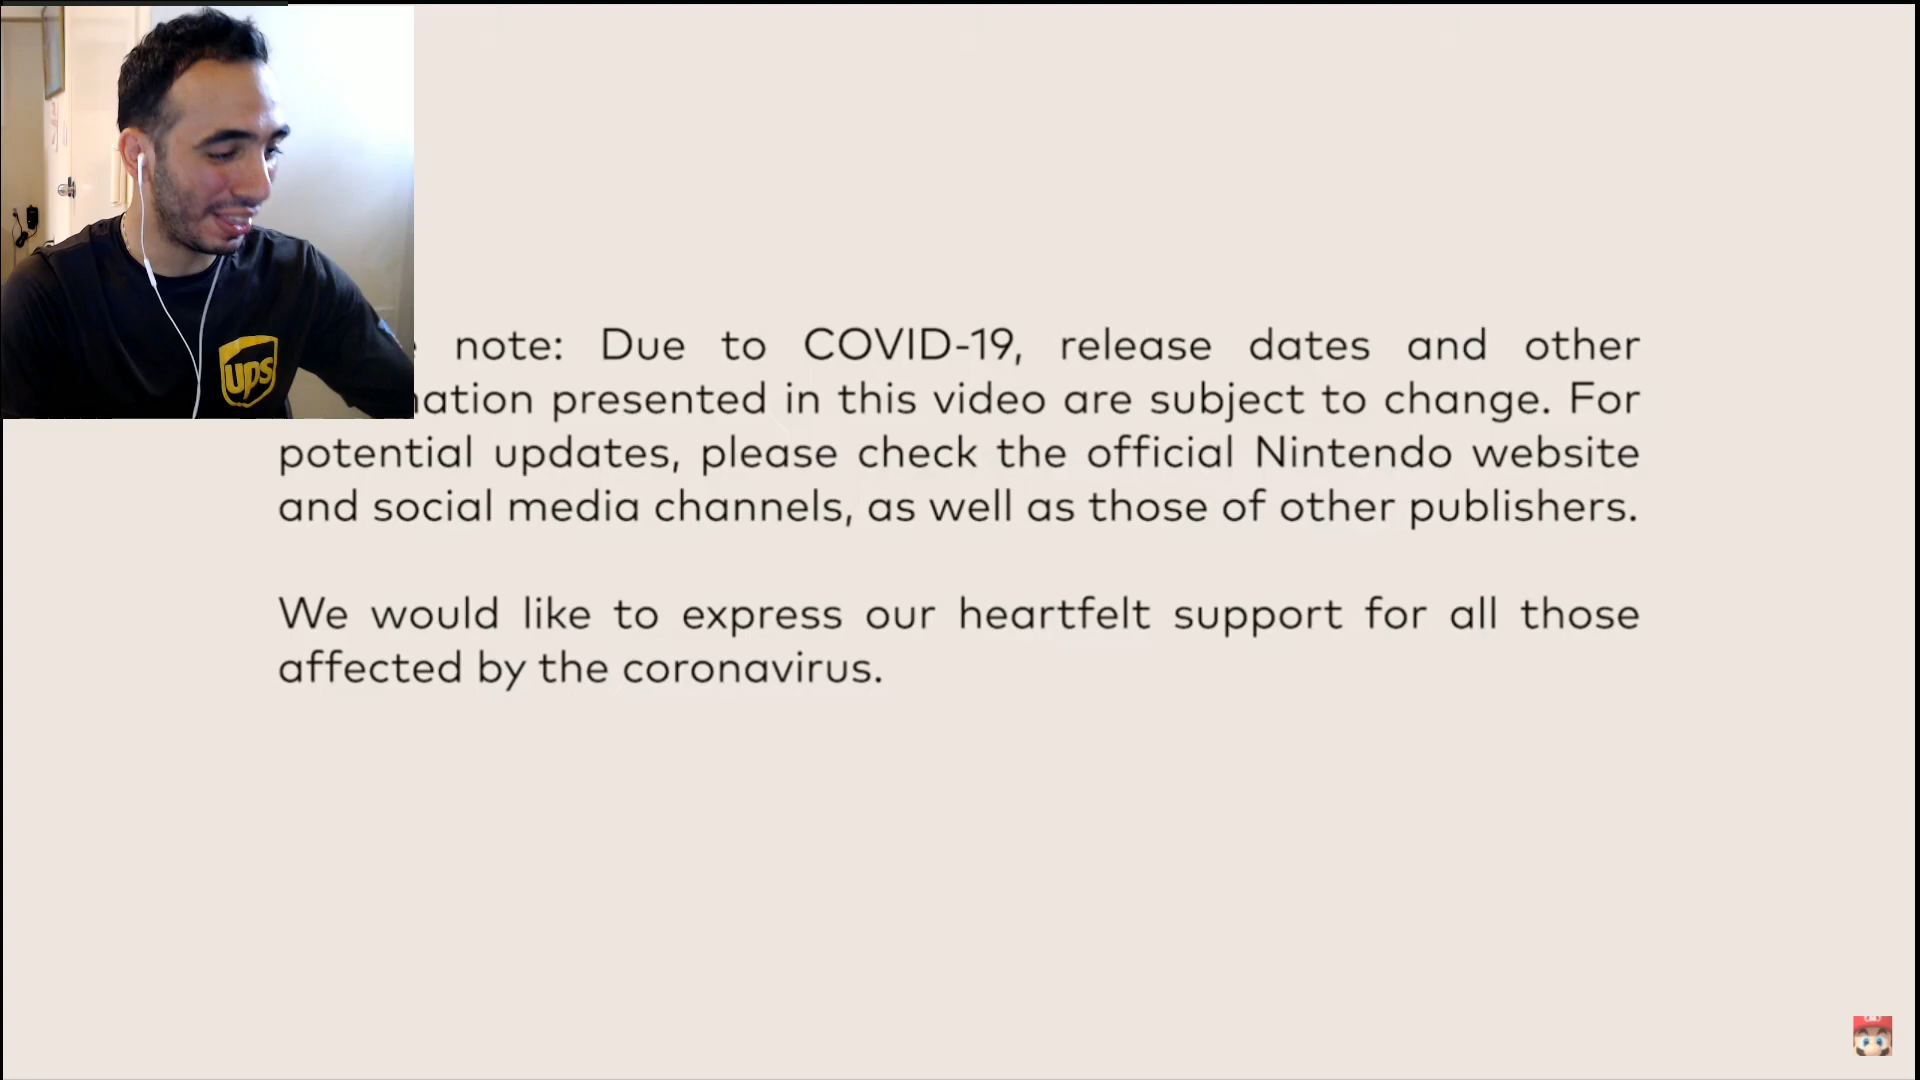 ups
note: Due to COVID-19, release dates and other
presented in this video are subject to change. For
potential updates, please check the official Nintendo website
and social media channels, as well as those of other publishers.
We would like to express our heartfelt support for all those
affected by the coronavirus.